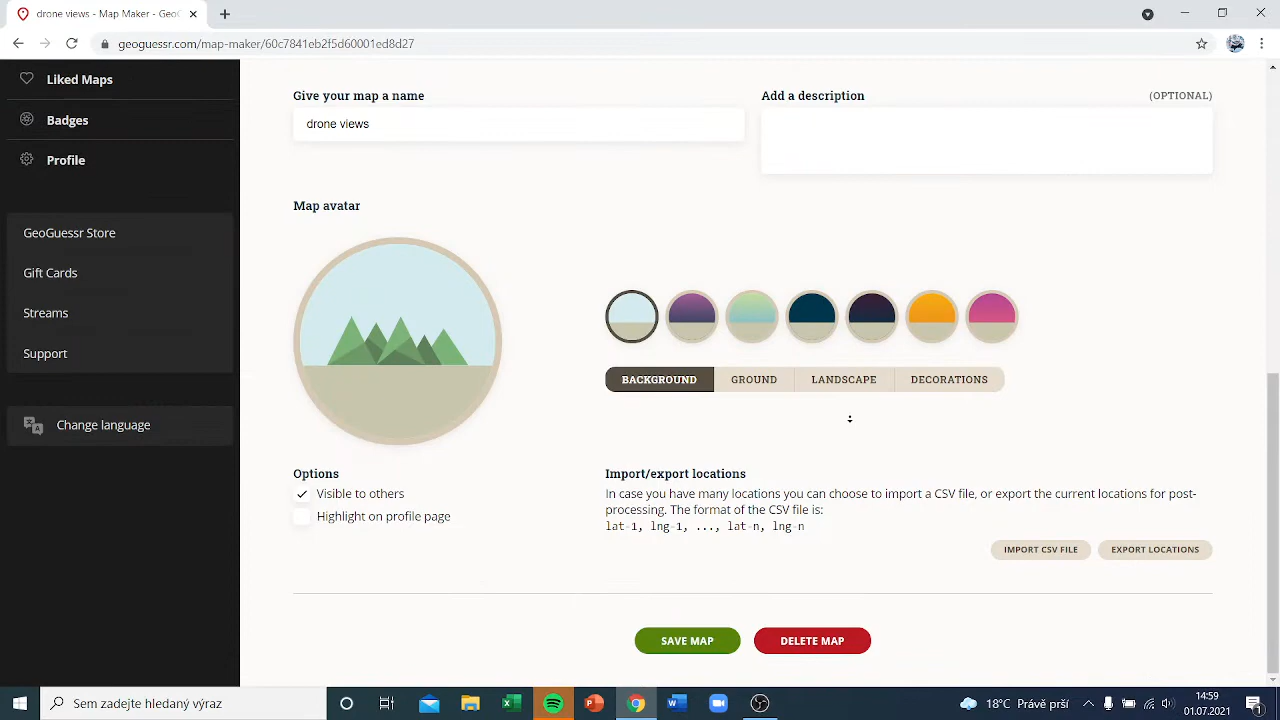 drone views - Map Maker - Geo
geoguessr.com/map-maker/60c7841eb2f5d60001ed8d27
Liked Maps
Badges
Profile
GeoGuessr Store
Gift Cards
Streams
Support
Change language
Give your map a name
drone views
Add a description
(OPTIONAL)
Map avatar
BACKGROUND
GROUND
LANDSCAPE
DECORATIONS
Options
Visible to others
Highlight on profile page
Import/export locations
In case you have many locations you can choose to import a CSV file, or export the current locations for post-
processing. The format of the CSV file is:
lat-1, lng-1, ..., lat-n, lng-n
IMPORT CSV FILE
EXPORT LOCATIONS
SAVE MAP
DELETE MAP
Sem zadejte hledaný výraz
18°C Právě prší
14:59
01.07.2021